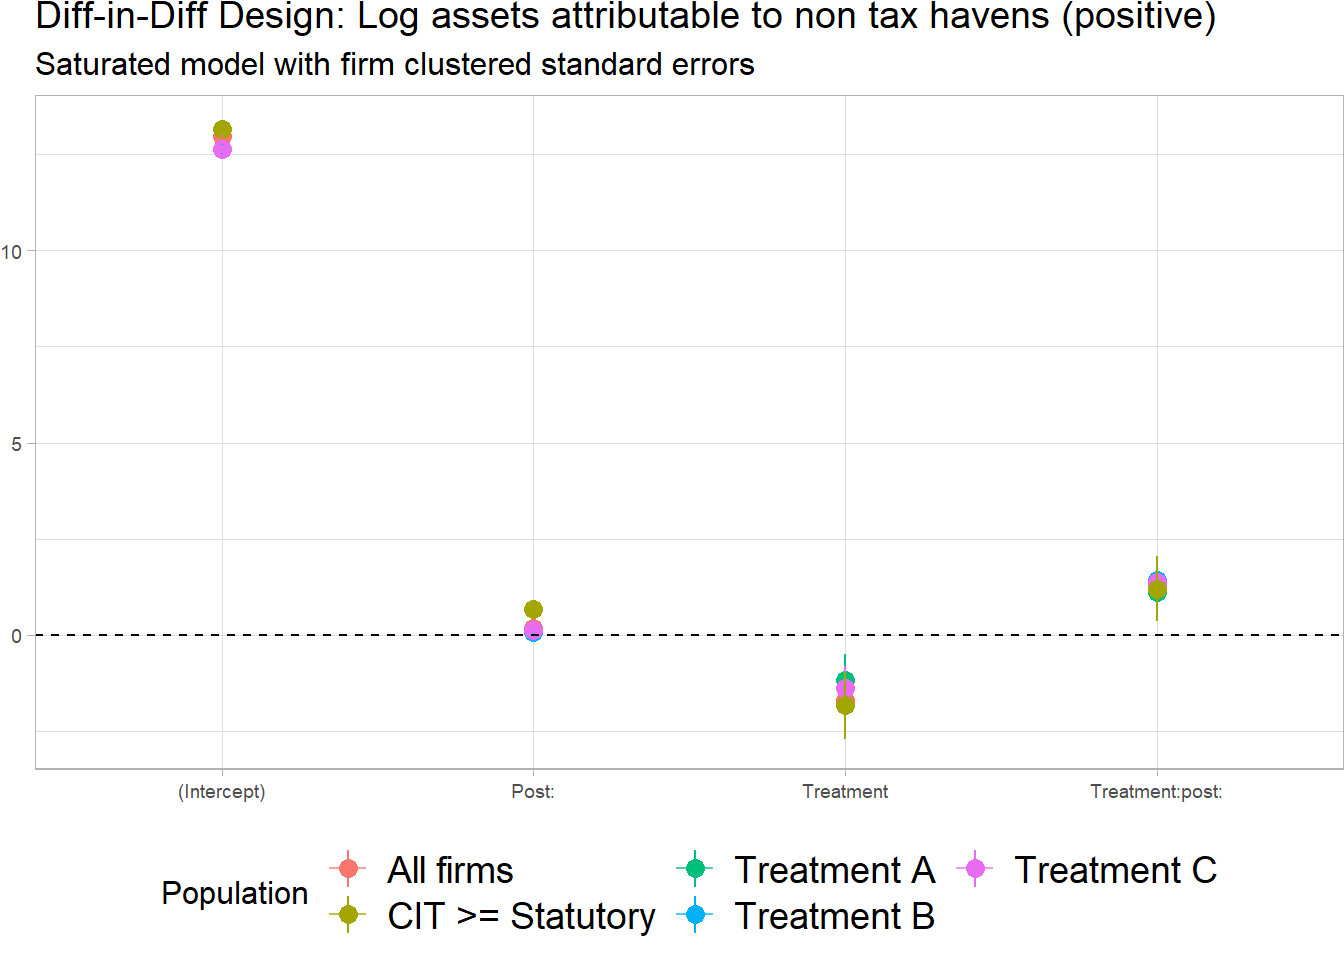 Diff-in-Diff Design: Log assets attributable to non tax havens (positive)
Saturated model with firm clustered standard errors
10
5
0
(Intercept) Post: Treatment Treatment:post:
Population
All firms Treatment A Treatment C
CIT >= Statutory Treatment B